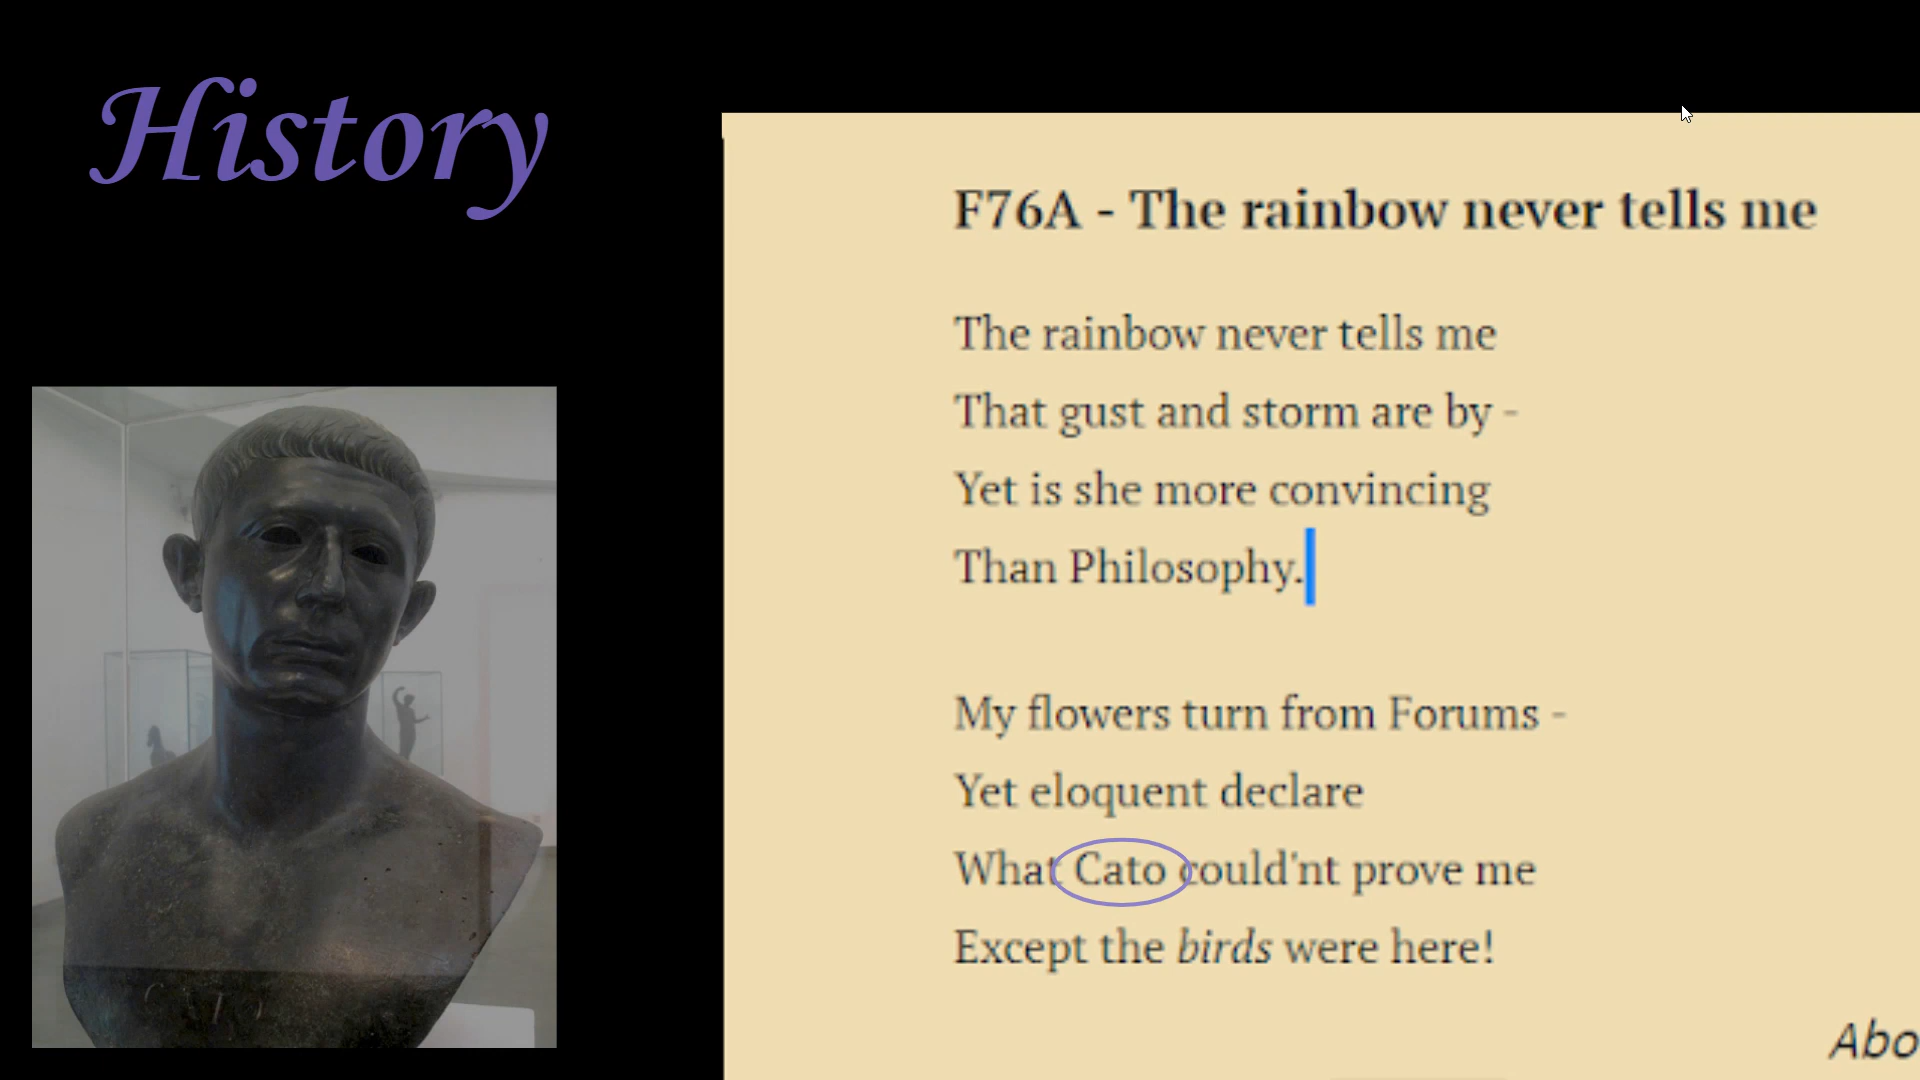 History
F76A - The rainbow never tells me
The rainbow never tells me
That gust and storm are by -
Yet is she more convincing
Than Philosophy.
My flowers turn from Forums -
Yet eloquent declare
What Cato could'nt prove me
Except the birds were here!
Abo
CATO